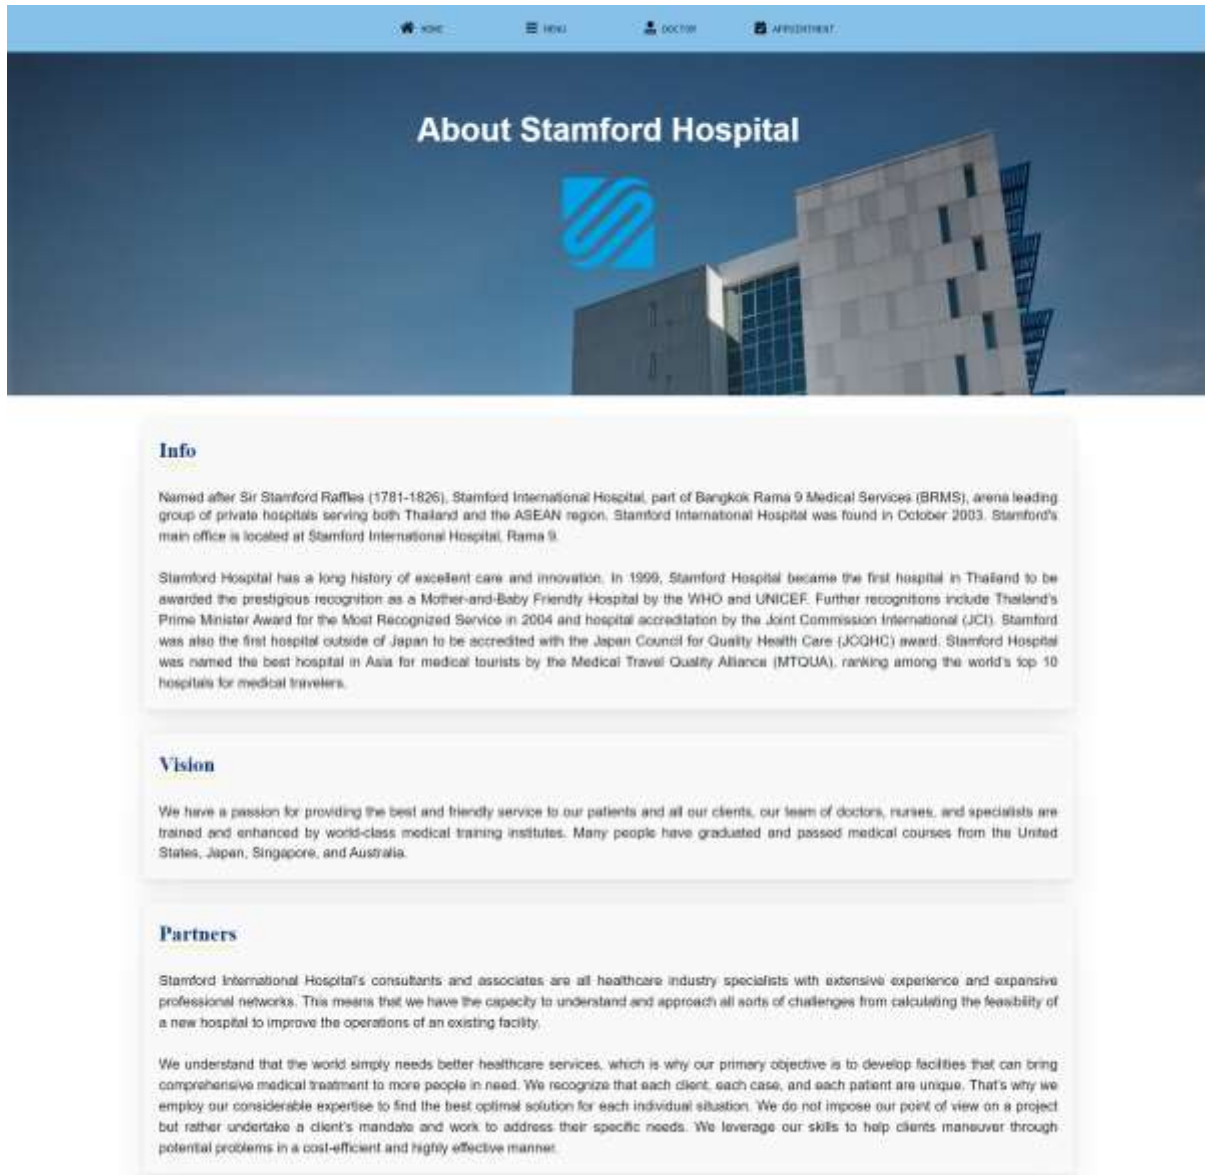 HOME
MENU
DOCTOR
APPOINTMENT
About Stamford Hospital
Info
Named after Sir Stamford Raffles (1781-1826), Stamford International Hospital, part of Bangkok Rama 9 Medical Services (BRMS), arena leading
group of private hospitals serving both Thailand and the ASEAN region. Stamford International Hospital was found in October 2003. Stamford's
main office is located at Stamford International Hospital, Rama 9.
Stamford Hospital has a long history of excellent care and innovation. In 1999, Stamford Hospital became the first hospital in Thailand to be
awarded the prestigious recognition as a Mother-and-Baby Friendly Hospital by the WHO and UNICEF. Further recognitions include Thailand's
Prime Minister Award for the Most Recognized Service in 2004 and hospital accreditation by the Joint Commission International (JCI). Stamford
was also the first hospital outside of Japan to be accredited with the Japan Council for Quality Health Care (JCQHC) award. Stamford Hospital
was named the best hospital in Asia for medical tourists by the Medical Travel Quality Alliance (MTQUA), ranking among the world's top 10
hospitals for medical travelers.
Vision
We have a passion for providing the best and friendly service to our patients and all our clients, our team of doctors, nurses, and specialists are
trained and enhanced by world-class medical training institutes. Many people have graduated and passed medical courses from the United
States, Japan, Singapore, and Australia.
Partners
Stamford International Hospital's consultants and associates are all healthcare industry specialists with extensive experience and expansive
professional networks. This means that we have the capacity to understand and approach all sorts of challenges from calculating the feasibility of
a new hospital to improve the operations of an existing facility.
We understand that the world simply needs better healthcare services, which is why our primary objective is to develop facilities that can bring
comprehensive medical treatment to more people in need. We recognize that each client, each case, and each patient are unique. That's why we
employ our considerable expertise to find the best optimal solution for each individual situation. We do not impose our point of view on a project
but rather undertake a client's mandate and work to address their specific needs. We leverage our skills to help clients maneuver through
potential problems in a cost-efficient and highly effective manner.